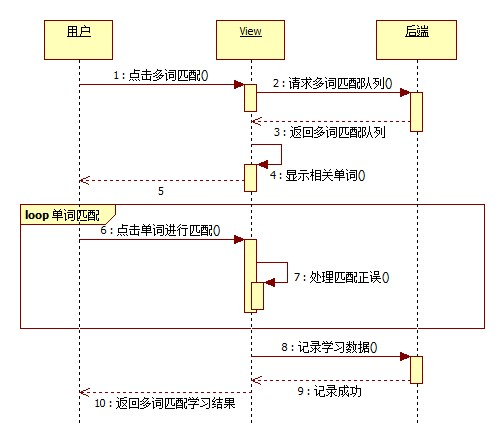 用户
View
后端
1 : 点击多词匹配()
2 : 请求多词匹配队列()
3 : 返回多词匹配队列
4 : 显示相关单词()
5
loop 单词匹配
6 : 点击单词进行匹配()
7 : 处理匹配正误()
8 : 记录学习数据()
9 : 记录成功
10 : 返回多词匹配学习结果